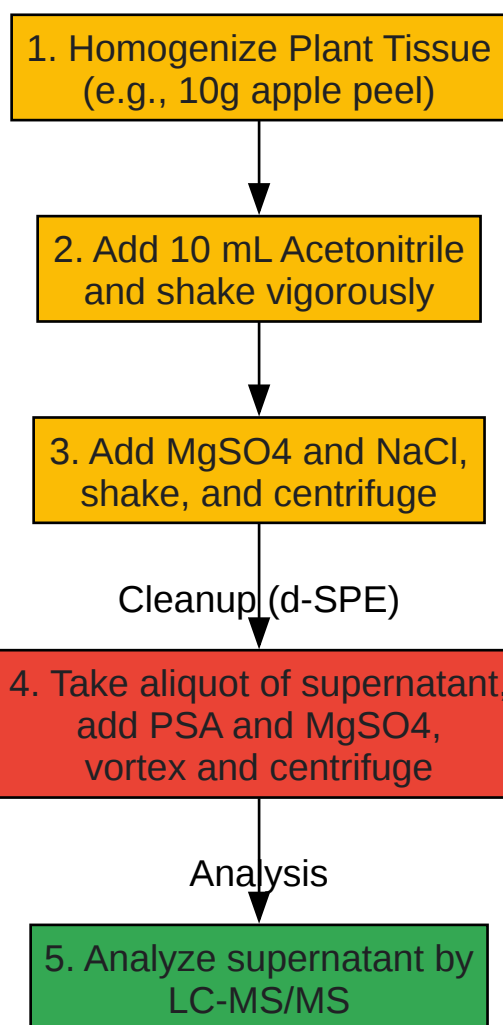 1. Homogenize Plant Tissue
(e.g., 10g apple peel)
2. Add 10 mL Acetonitrile
and shake vigorously
3. Add MgSO4 and NaCl,
shake, and centrifuge
Cleanup (d-SPE)
4. Take aliquot of supernatant,
add PSA and MgSO4,
vortex and centrifuge
Analysis
5. Analyze supernatant by
LC-MS/MS